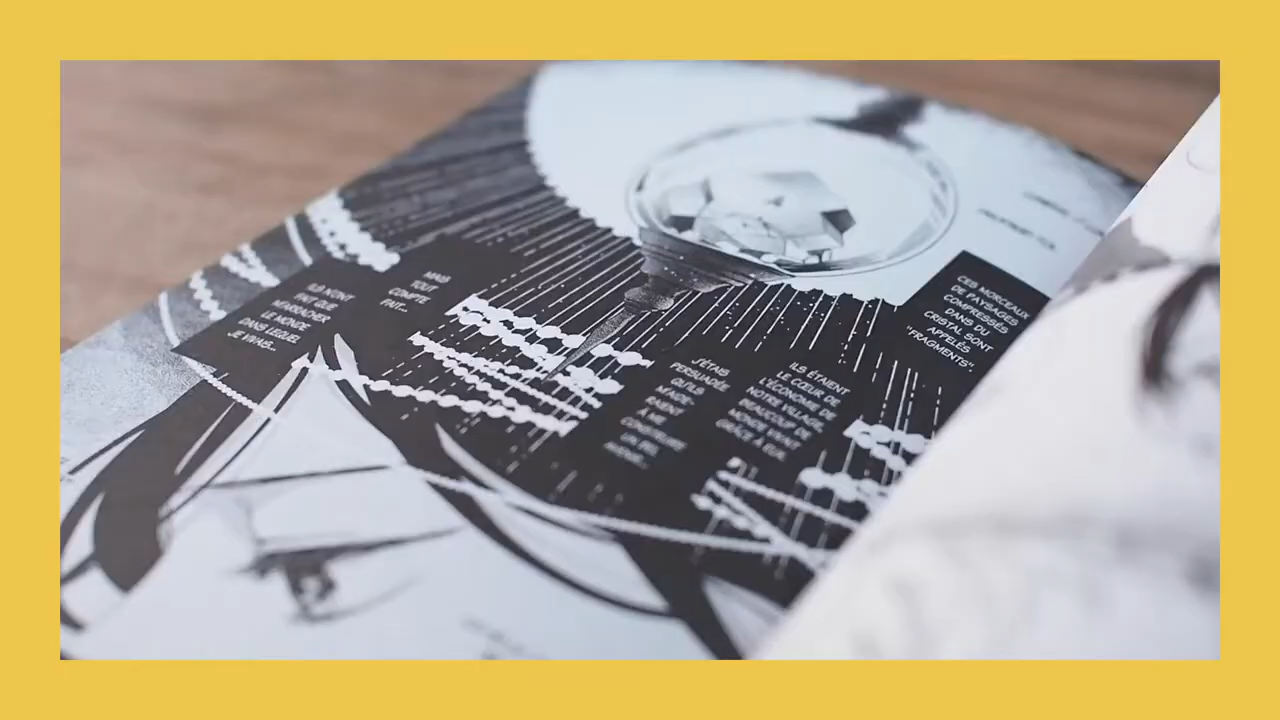 CES MORCEAUX
DE PAYSAGES
COMPRESSÉS
DANS DU
CRISTAL SONT
APPELÉS
"FRAGMENTS".
ILS ÉTAIENT
LE CŒUR DE
L'ÉCONOMIE DE
NOTRE VILLAGE,
BEAUCOUP DE
MONDE VIVAIT
GRÂCE À EUX.
MAIS
TOUT
COMPTE
FAIT...
J'ÉTAIS
PERSUADÉE
QU'ILS
M'AIDE-
RAIENT
À ME
CONSTRUIRE
UN BEL
AVENIR...
ILS N'ONT
FAIT QUE
M'ARRACHER
LE MONDE
DANS LEQUEL
JE VIVAIS...